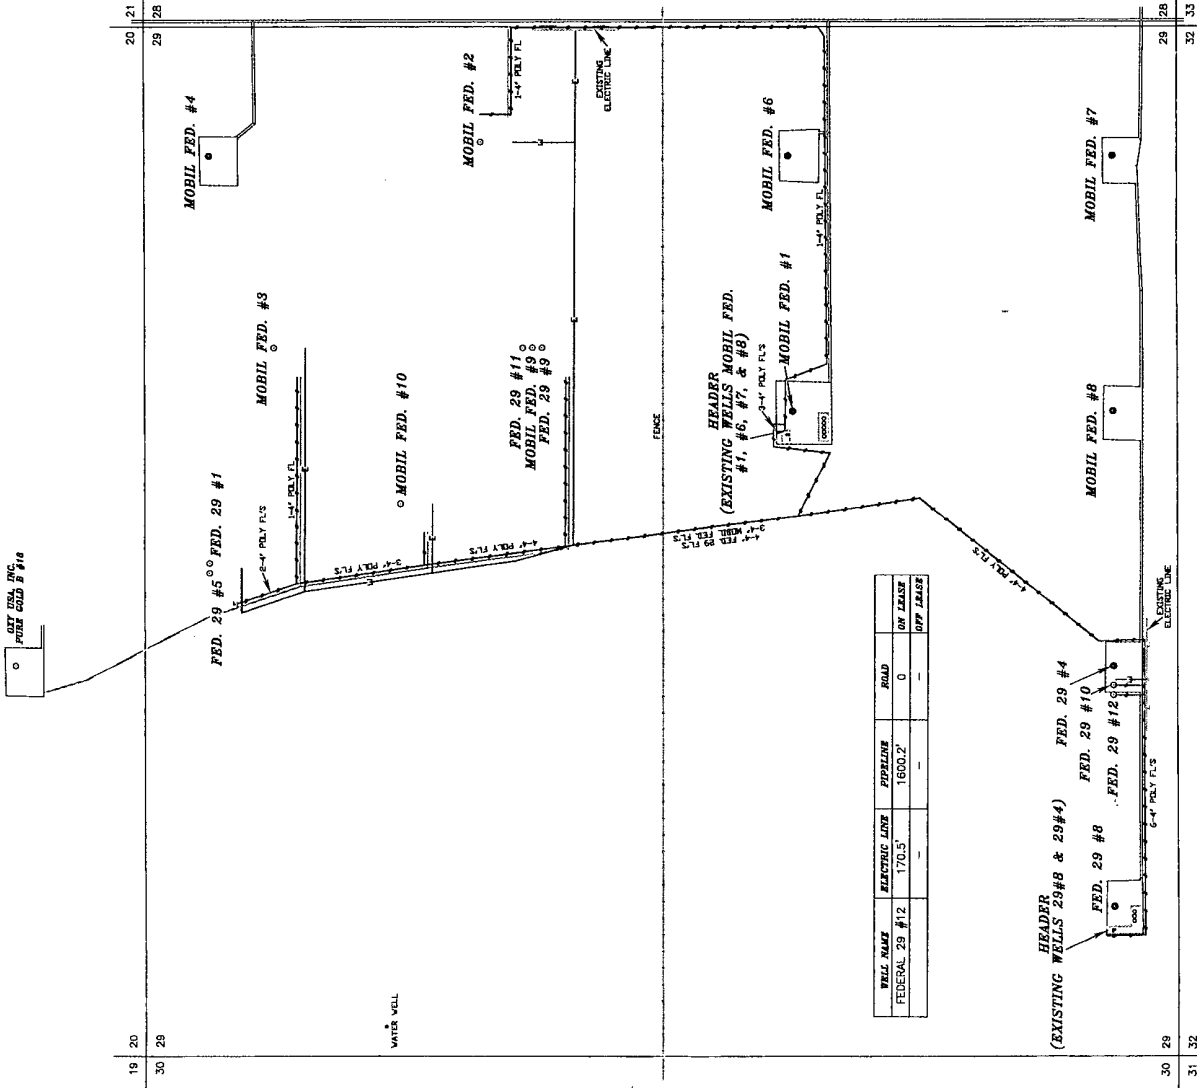 OXY USA, INC.
PURE GOLD B #18
19 20
30 29
20 21
29 28
MOBIL FED. #4
MOBIL FED. #2
1-4" POLY FL
EXISTING
ELECTRIC LINE
MOBIL FED. #3
FED. 29 #5
FED. 29 #1
2-4" POLY FL'S
1-4" POLY FL
3-4" POLY FL'S
MOBIL FED. #10
4-4" POLY FL'S
FED. 29 #11
MOBIL FED. #9
FED. 29 #9
E
E
E
E
E
E
WATER WELL
FENCE
4-4" FED. 29 FL'S
3-4" MOBIL FED. FL'S
HEADER
(EXISTING WELLS MOBIL FED.
#1, #6, #7, & #8)
3-4" POLY FL'S
MOBIL FED. #1
MOBIL FED. #6
1-4" POLY FL
MOBIL FED. #7
MOBIL FED. #8
4-4" POLY FL'S
EXISTING
ELECTRIC LINE
WELL NAME ELECTRIC LINE PIPELINE ROAD
FEDERAL 29 #12 170.5' 1600.2' 0 ON LEASE
- - - OFF LEASE
FED. 29 #4
FED. 29 #10
FED. 29 #12
6-4" POLY FL'S
HEADER
(EXISTING WELLS 29#8 & 29#4)
FED. 29 #8
30 29
31 32
29 28
32 33